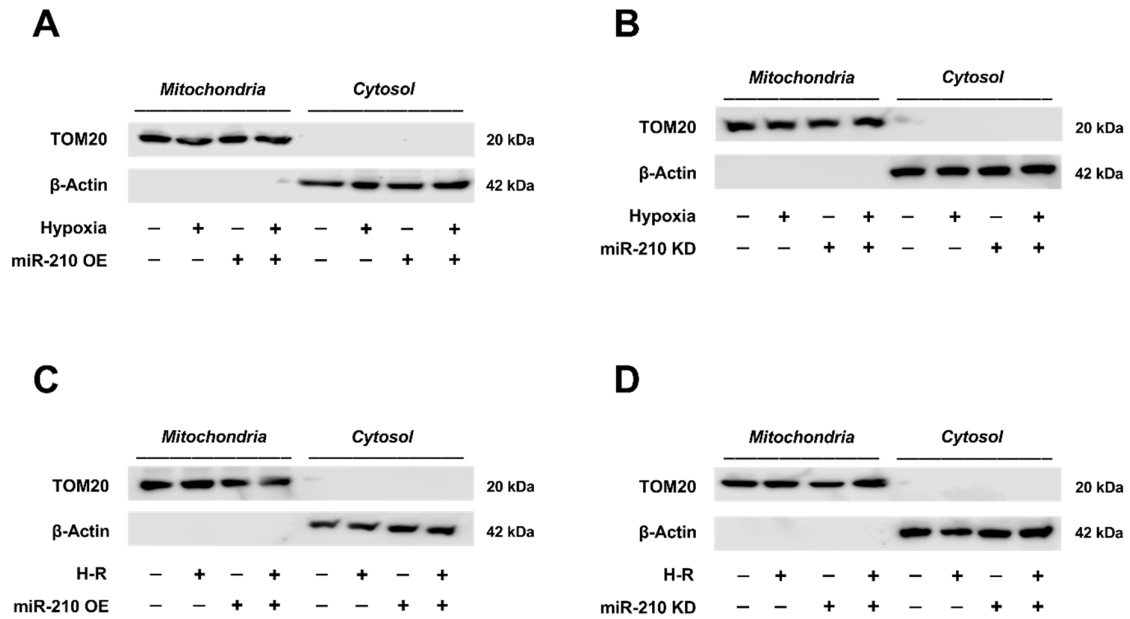 A
Mitochondria Cytosol
TOM20 20 kDa
β-Actin 42 kDa
Hypoxia – + – + – + – +
miR-210 OE – – + + – – + +
B
Mitochondria Cytosol
TOM20 20 kDa
β-Actin 42 kDa
Hypoxia – + – + – + – +
miR-210 KD – – + + – – + +
C
Mitochondria Cytosol
TOM20 20 kDa
β-Actin 42 kDa
H-R – + – + – + – +
miR-210 OE – – + + – – + +
D
Mitochondria Cytosol
TOM20 20 kDa
β-Actin 42 kDa
H-R – + – + – + – +
miR-210 KD – – + + – – + +